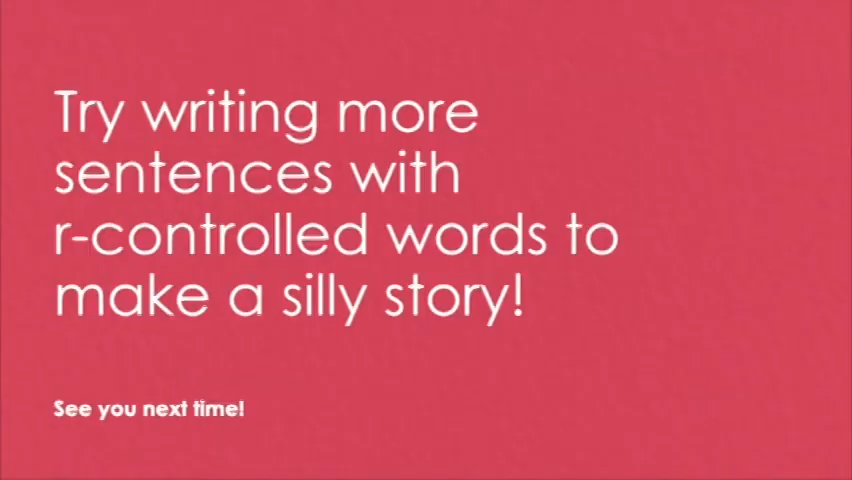 Try writing more
sentences with
r-controlled words to
make a silly story!
See you next time!